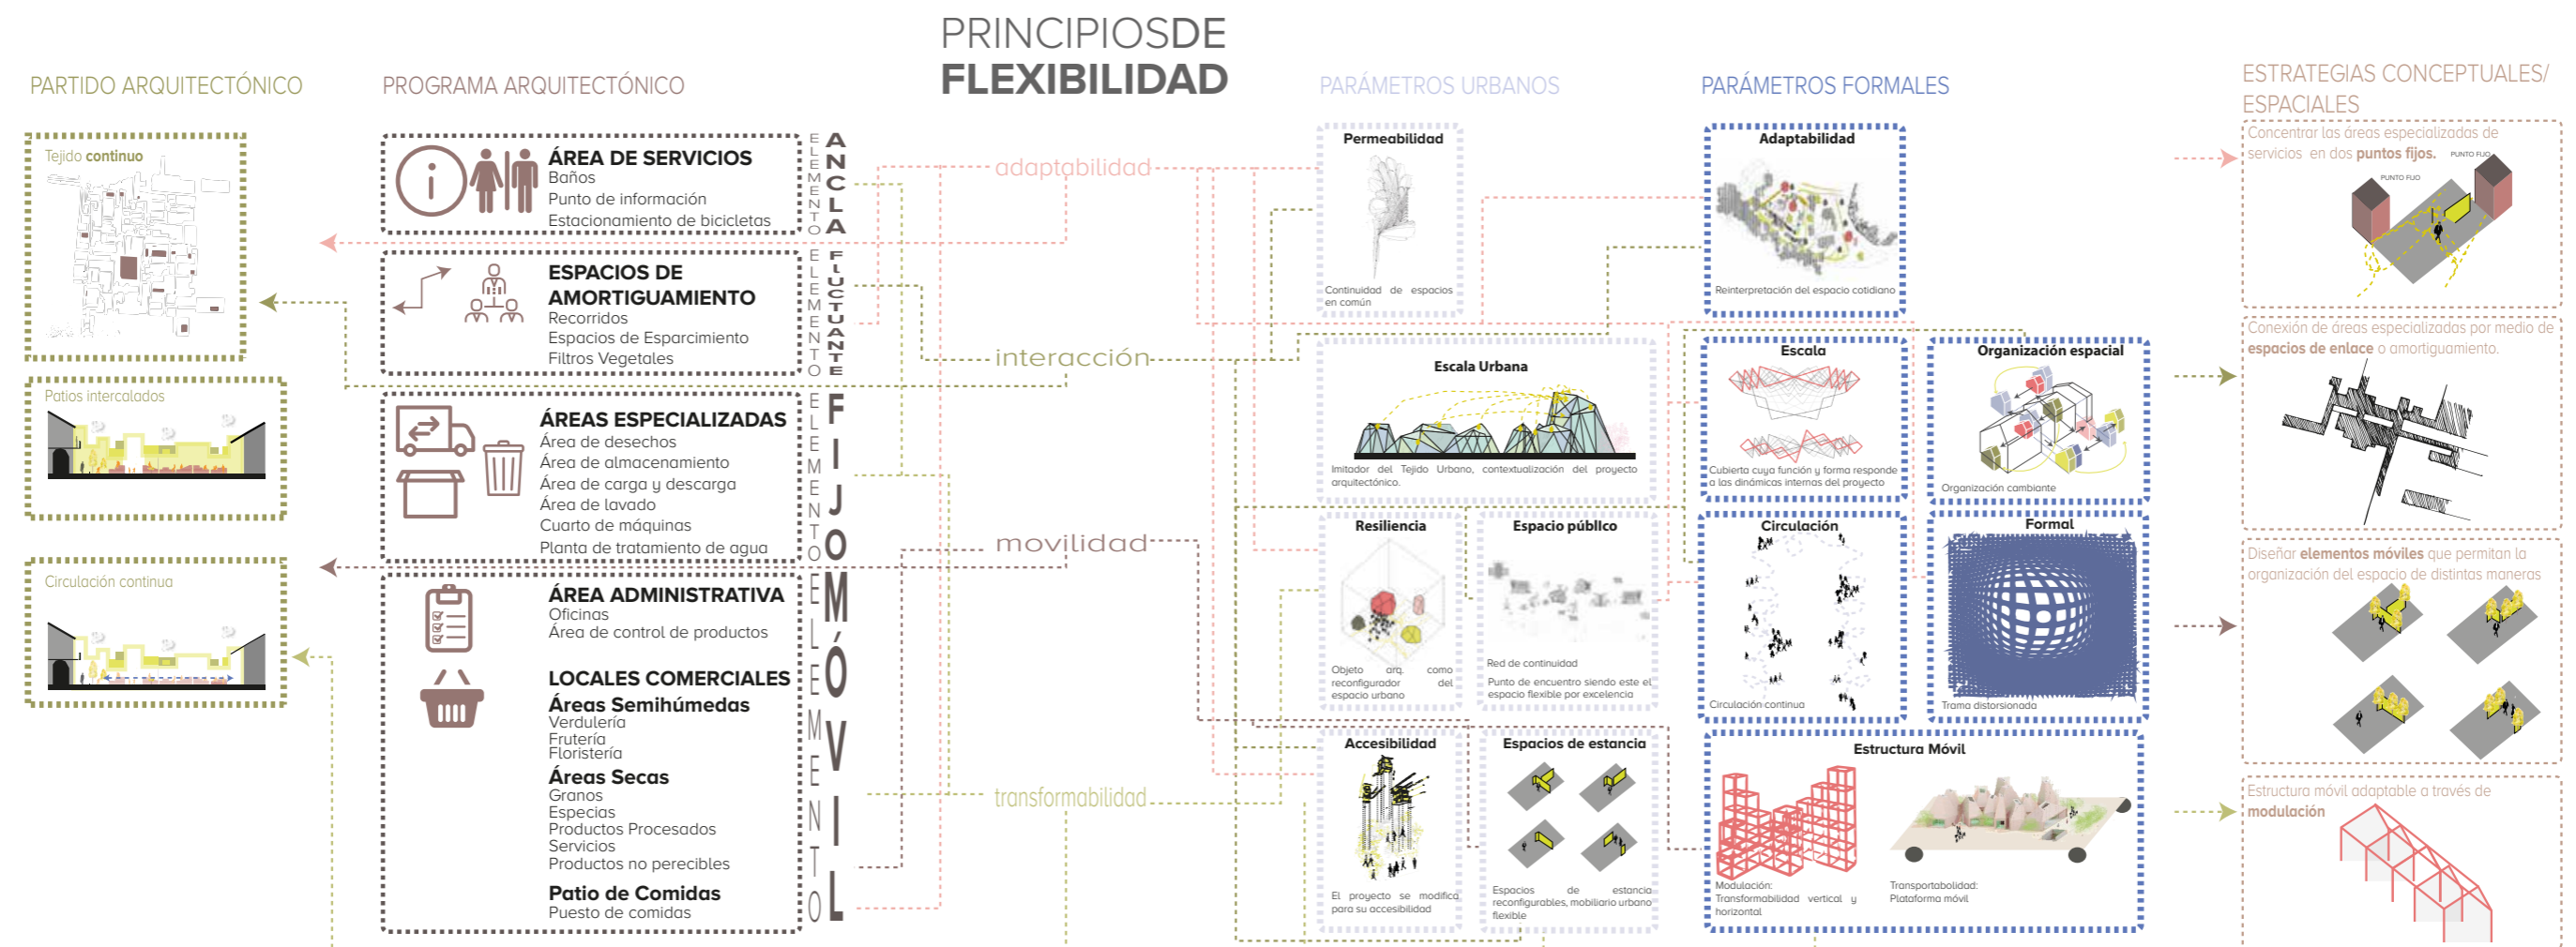 PRINCIPIOSDE
FLEXIBILIDAD
PARTIDO ARQUITECTÓNICO
Tejido continuo
Patios intercalados
Circulación continua
PROGRAMA ARQUITECTÓNICO
ÁREA DE SERVICIOS
Baños
Punto de información
Estacionamiento de bicicletas
ELEMENTO
ANCLA
ESPACIOS DE
AMORTIGUAMIENTO
Recorridos
Espacios de Esparcimiento
Filtros Vegetales
ELEMENTO
FLUCTUANTE
ÁREAS ESPECIALIZADAS
Área de desechos
Área de almacenamiento
Área de carga y descarga
Área de lavado
Cuarto de máquinas
Planta de tratamiento de agua
ELEMENTO
FIJO
ÁREA ADMINISTRATIVA
Oficinas
Área de control de productos
LOCALES COMERCIALES
Áreas Semihúmedas
Verdulería
Frutería
Floristería
Áreas Secas
Granos
Especias
Productos Procesados
Servicios
Productos no perecibles
Patio de Comidas
Puesto de comidas
ELEMENTO
MÓVIL
adaptabilidad
interacción
movilidad
transformabilidad
PARÁMETROS URBANOS
Permeabilidad
Continuidad de espacios
en común
Escala Urbana
Imitador del Tejido Urbano, contextualización del proyecto
arquitectónico.
Resiliencia
Objeto arq. como
reconfigurador del
espacio urbano
Espacio públIco
Red de continuidad
Punto de encuentro siendo este el
espacio flexible por excelencia
Accesibilidad
El proyecto se modifica
para su accesibilidad
Espacios de estancia
Espacios de estancia
reconfigurables, mobiliario urbano
flexible
PARÁMETROS FORMALES
Adaptabilidad
Reinterpretación del espacio cotidiano
Escala
Cubierta cuya función y forma responde
a las dinámicas internas del proyecto
Organización espacial
Organización cambiante
Circulación
Circulación continua
Formal
Trama distorsionada
Estructura Móvil
Modulación:
Transformabilidad vertical y
horizontal
Transportabolidad:
Plataforma móvil
ESTRATEGIAS CONCEPTUALES/
ESPACIALES
Concentrar las áreas especializadas de
servicios en dos puntos fijos.
PUNTO FIJO
PUNTO FIJO
Conexión de áreas especializadas por medio de
espacios de enlace o amortiguamiento.
Diseñar elementos móviles que permitan la
organización del espacio de distintas maneras
Estructura móvil adaptable a través de
modulación